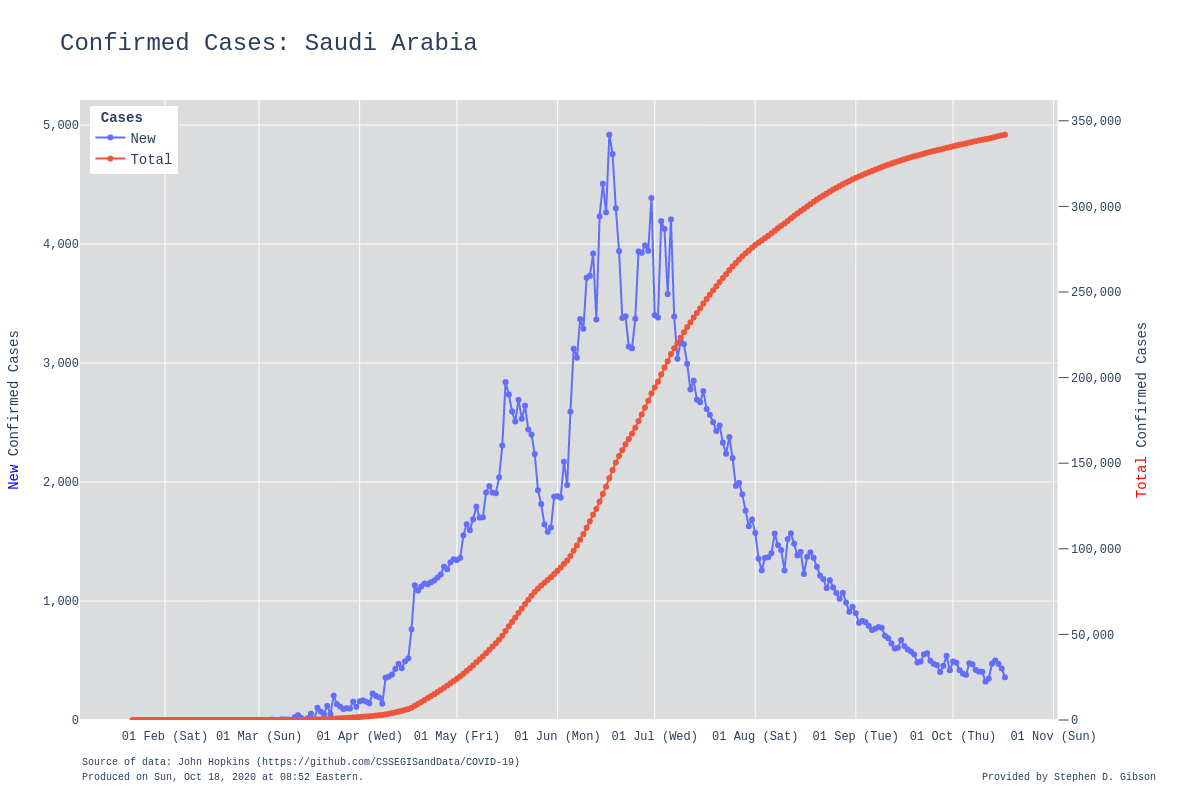 Confirmed Cases: Saudi Arabia
Cases
New
Total
5,000
4,000
3,000
2,000
1,000
0
350,000
300,000
250,000
200,000
150,000
100,000
50,000
0
New Confirmed Cases
Total Confirmed Cases
01 Feb (Sat) 01 Mar (Sun) 01 Apr (Wed) 01 May (Fri) 01 Jun (Mon) 01 Jul (Wed) 01 Aug (Sat) 01 Sep (Tue) 01 Oct (Thu) 01 Nov (Sun)
Source of data: John Hopkins (https://github.com/CSSEGISandData/COVID-19)
Produced on Sun, Oct 18, 2020 at 08:52 Eastern.
Provided by Stephen D. Gibson